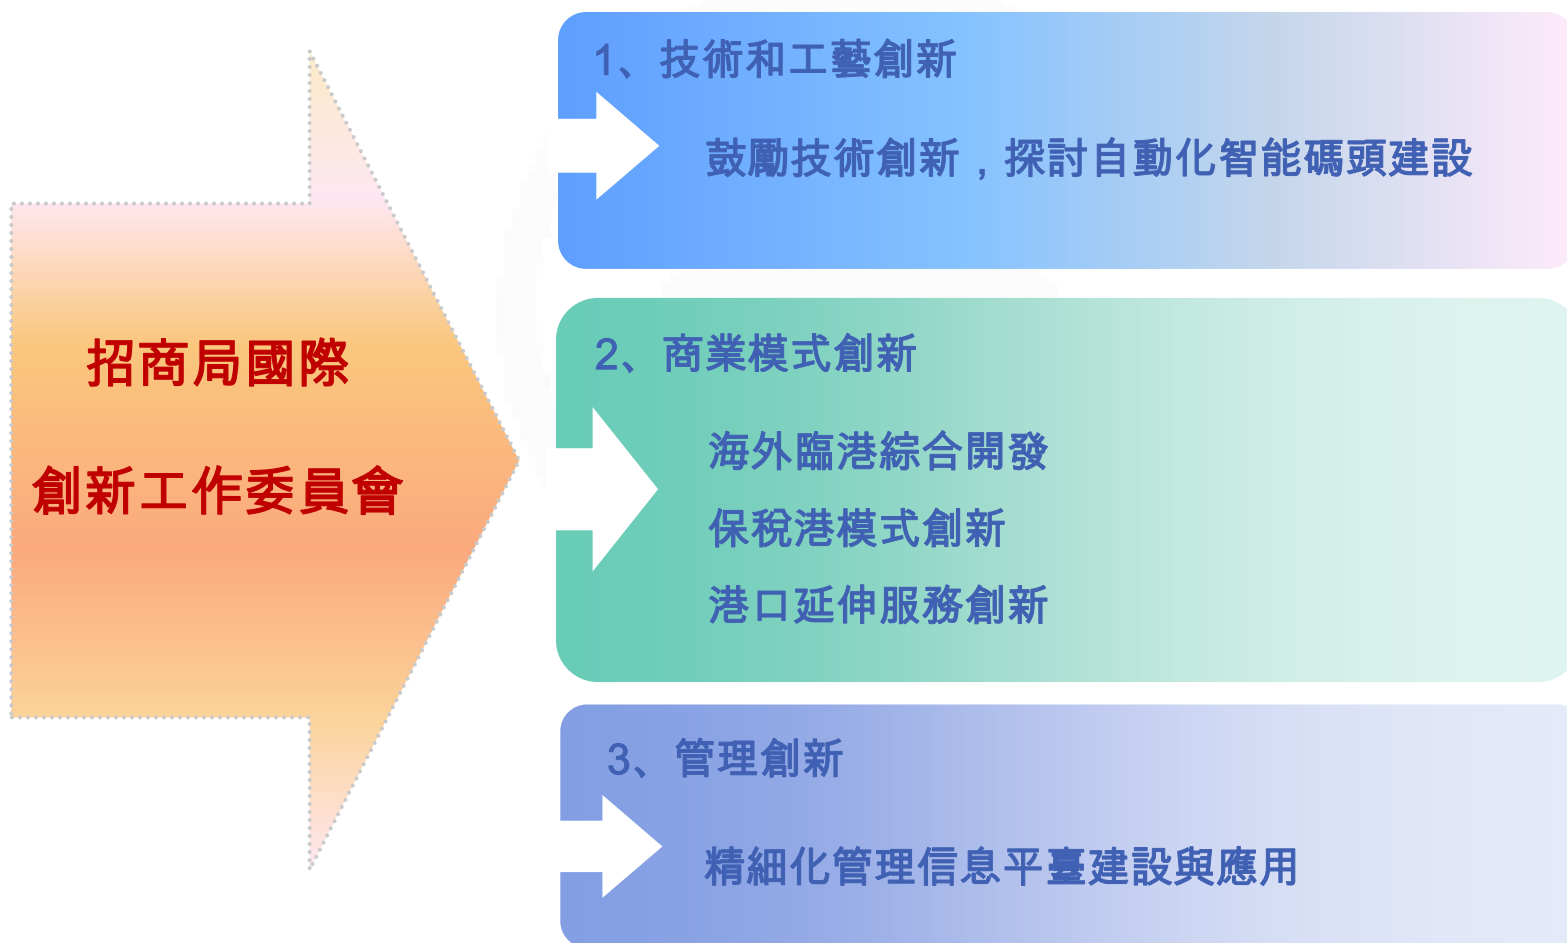 招商局國際
創新工作委員會
1、技術和工藝創新
鼓勵技術創新，探討自動化智能碼頭建設
2、商業模式創新
海外臨港綜合開發
保稅港模式創新
港口延伸服務創新
3、管理創新
精細化管理信息平臺建設與應用